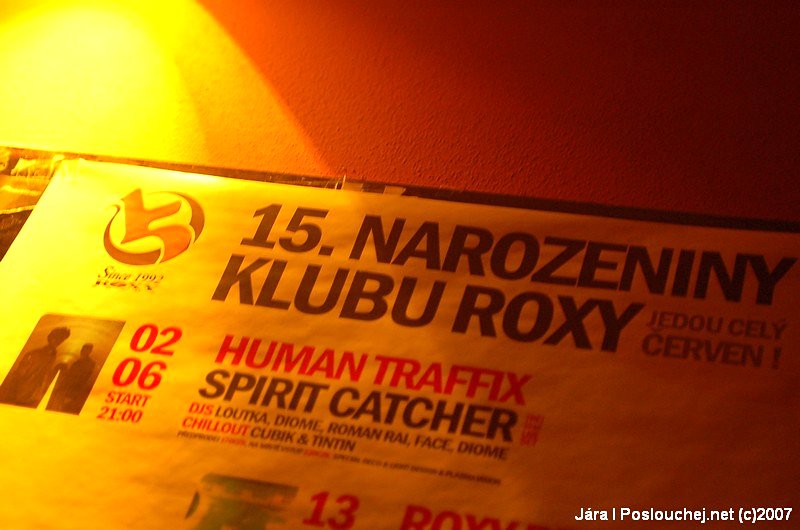 15. NAROZENINY
KLUBU ROXY
JEDOU CELÝ
ČERVEN !
Since 1992
ROXY
02
06
START
21:00
HUMAN TRAFFIX
SPIRIT CATCHER
DJS LOUTKA, DIOME, ROMAN RAI, FACE, DIOME
CHILLOUT CUBIK & TINTIN
13
ROXY
Jára | Poslouchej.net (c)2007